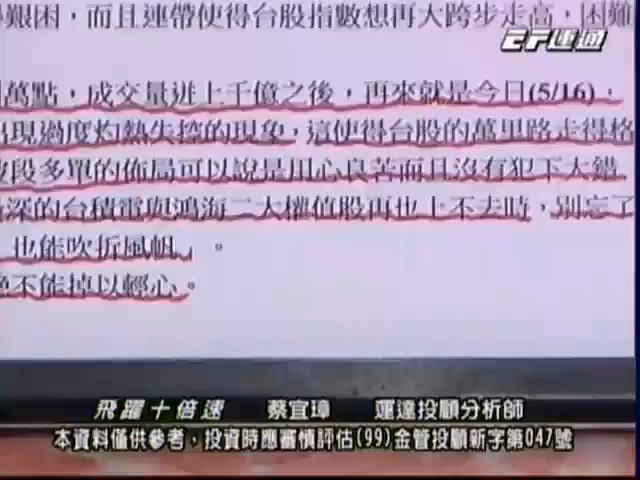 艱困，而且連帶使得台股指數想再大跨步走高，困難
ET運通
萬點，成交量迸上千億之後，再來就是今日(5/16)，
出現過度灼熱失控的現象，這使得台股的萬里路走得格
波段多單的佈局可以說是用心良苦而且沒有犯下大錯
深的台積電與鴻海二大權值股再也上不去時，別忘了
也能吹折風帆」。
不能掉以輕心。
飛躍十倍速 蔡宜璋 運達投顧分析師
本資料僅供參考，投資時應審慎評估(99)金管投顧新字第047號